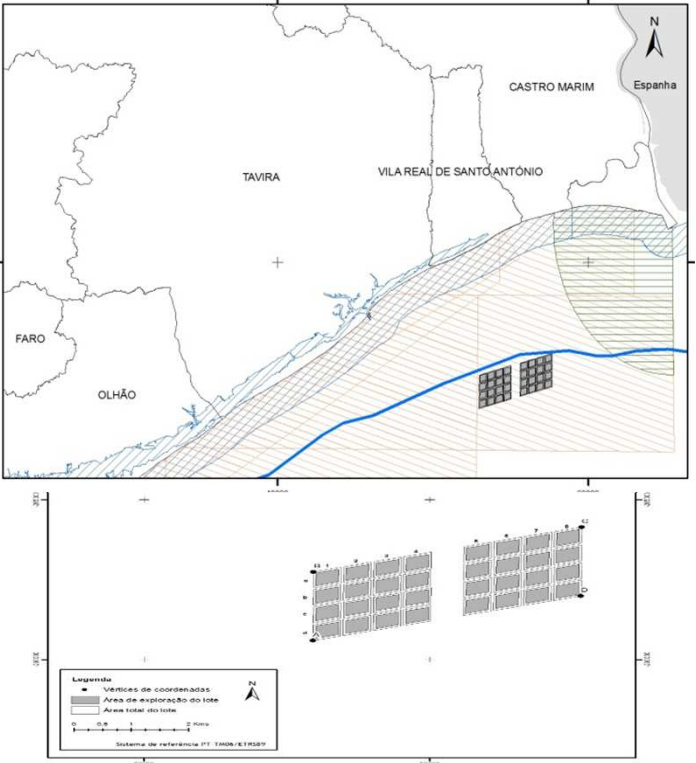 N
CASTRO MARIM
Espanha
TAVIRA
VILA REAL DE SANTO ANTÓNIO
FARO
OLHÃO
C
D
A
Legenda
N
Vértices de coordenadas
Área de exploração do lote
Área total do lote
0 0,5 1 2 Kms
Sistema de referência PT TM06/ETRS89